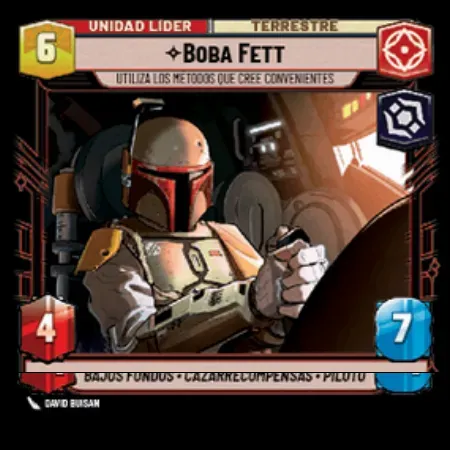 UNIDAD LÍDER
TERRESTRE
6
BOBA FETT
UTILIZA LOS MÉTODOS QUE CREE CONVENIENTES
4
7
BAJOS FONDOS • CAZARRECOMPENSAS • PILOTO
DAVID BUISAN